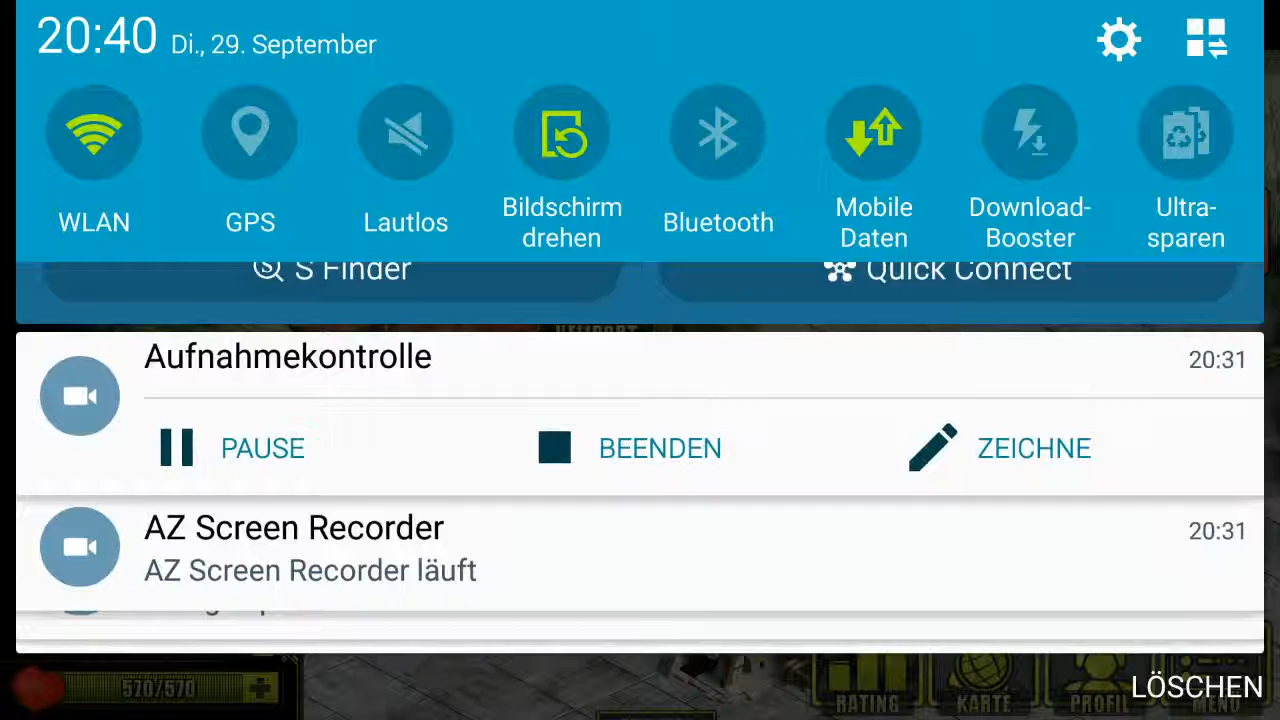 20:40 Di., 29. September
WLAN
GPS
Lautlos
Bildschirm
drehen
Bluetooth
Mobile
Daten
Download-
Booster
Ultra-
sparen
S Finder
Quick Connect
Aufnahmekontrolle
20:31
PAUSE
BEENDEN
ZEICHNE
AZ Screen Recorder
20:31
AZ Screen Recorder läuft
570/570
RATING
KARTE
PROFIL
MENU
LÖSCHEN